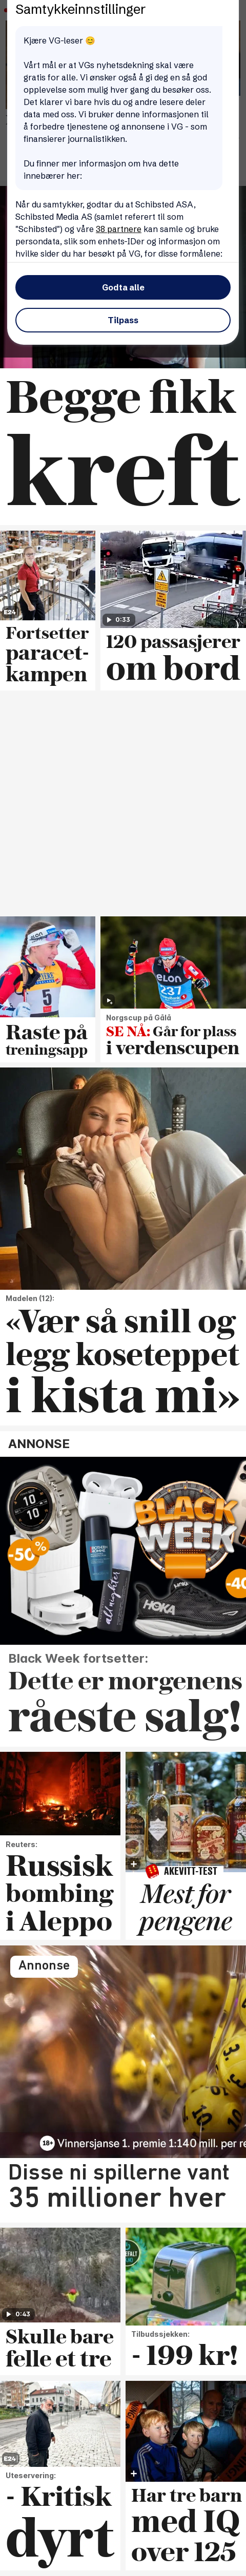 Samtykkeinnstillinger
Kjære VG-leser 😊
Vårt mål er at VGs nyhetsdekning skal være
gratis for alle. Vi ønsker også å gi deg en så god
opplevelse som mulig hver gang du besøker oss.
Det klarer vi bare hvis du og andre lesere deler
data med oss. Vi bruker denne informasjonen til
å forbedre tjenestene og annonsene i VG - som
finansierer journalistikken.
Du finner mer informasjon om hva dette
innebærer her:
Når du samtykker, godtar du at Schibsted ASA,
Schibsted Media AS (samlet referert til som
"Schibsted") og våre 38 partnere kan samle og bruke
persondata, slik som enhets-IDer og informasjon om
hvilke sider du har besøkt på VG, for disse formålene:
Godta alle
Tilpass
Begge fikk
kreft
E24
Fortsetter
paracet-
kampen
0:33
120 passasjerer
om bord
5
Raste på
treningsapp
elon
237
Norgscup på Gålå
SE NÅ: Går for plass
i verdenscupen
Madelen (12):
«Vær så snill og
legg koseteppet
i kista mi»
ANNONSE
10
10
-50%
BLACK
WEEK
all nighter
HOKA
-40
Black Week fortsetter:
Dette er morgenens
råeste salg!
Reuters:
Russisk
bombing
i Aleppo
AKEVITT-TEST
Mest for
pengene
Annonse
18+ Vinnersjanse 1. premie 1:140 mill. per re
Disse ni spillerne vant
35 millioner hver
0:43
Skulle bare
felle et tre
Tilbudssjekken:
- 199 kr!
E24
Uteservering:
- Kritisk
dyrt
Har tre barn
med IQ
over 125